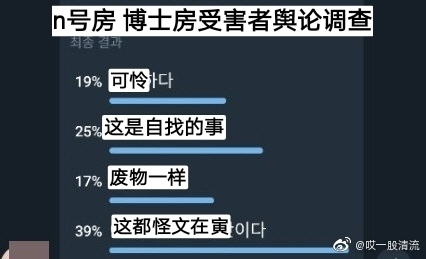 n号房 博士房受害者舆论调查
최종 결과
19% 可怜 하다
25% 这是自找的事
17% 废物一样
39% 这都怪文在寅 이다
@哎一股清流